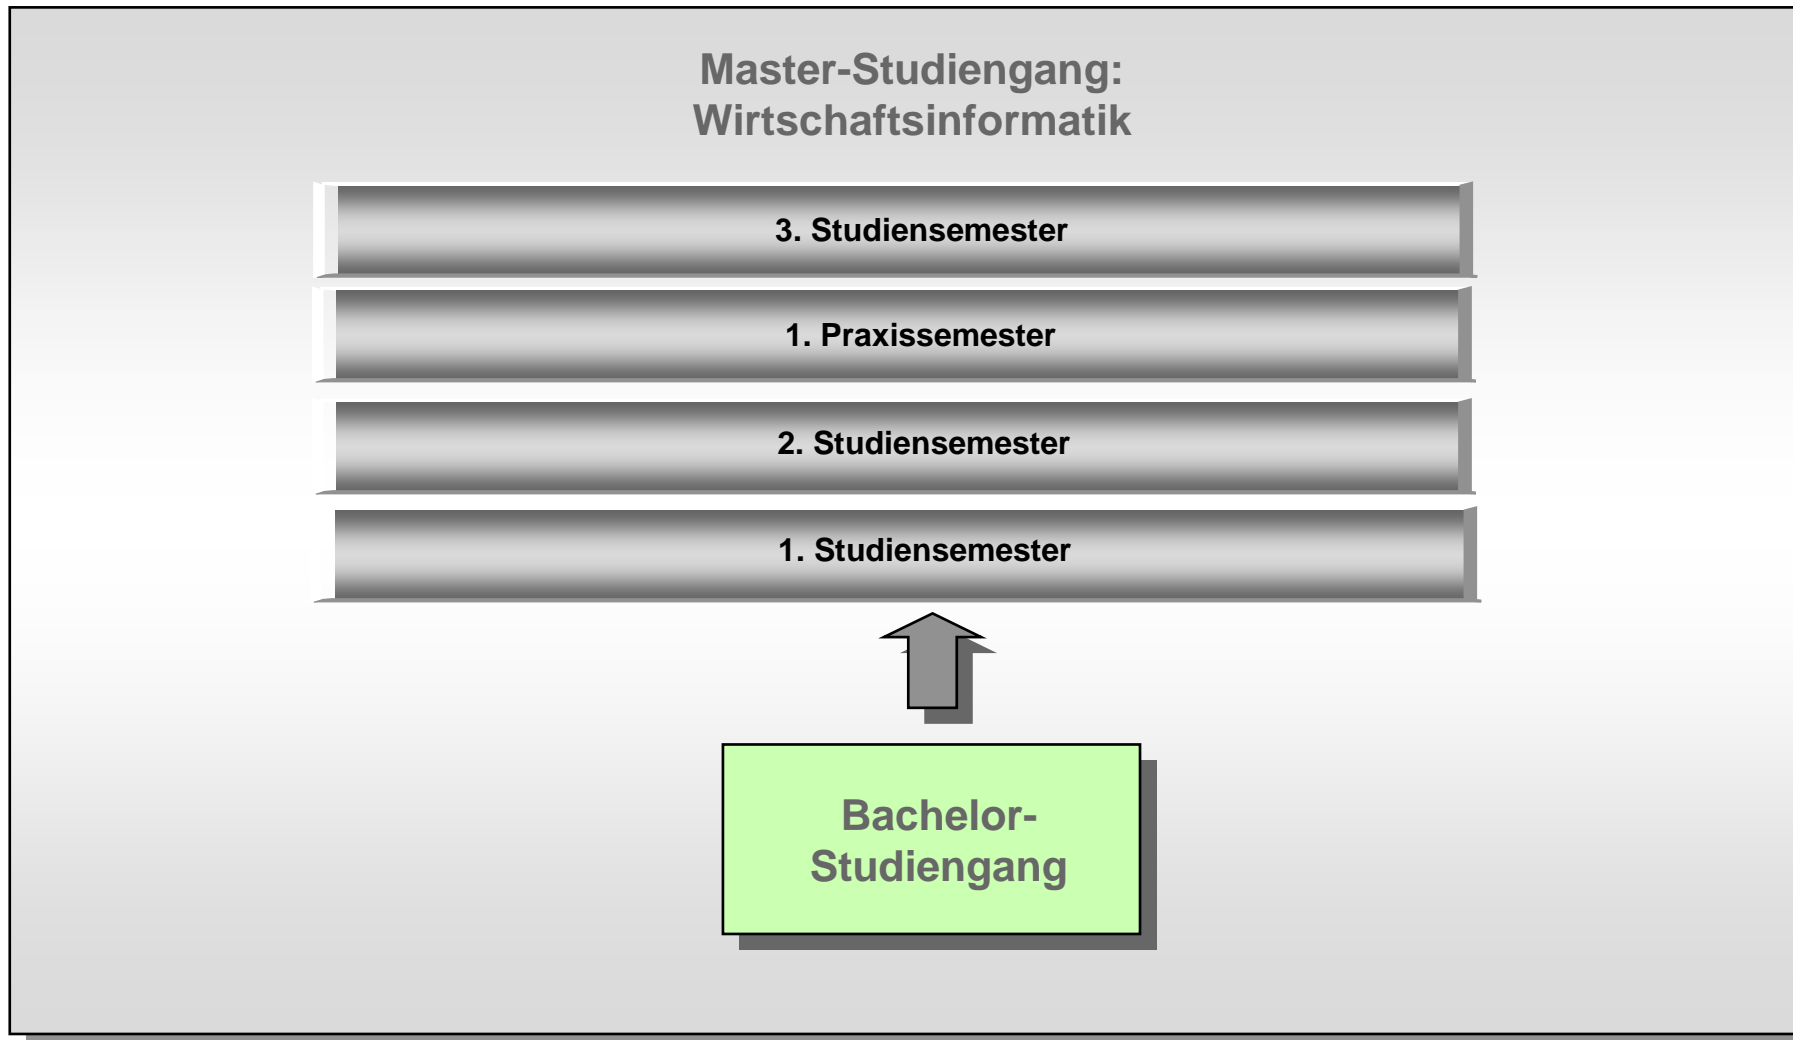 Master-Studiengang:
Wirtschaftsinformatik
3. Studiensemester
1. Praxissemester
2. Studiensemester
1. Studiensemester
Bachelor-
Studiengang